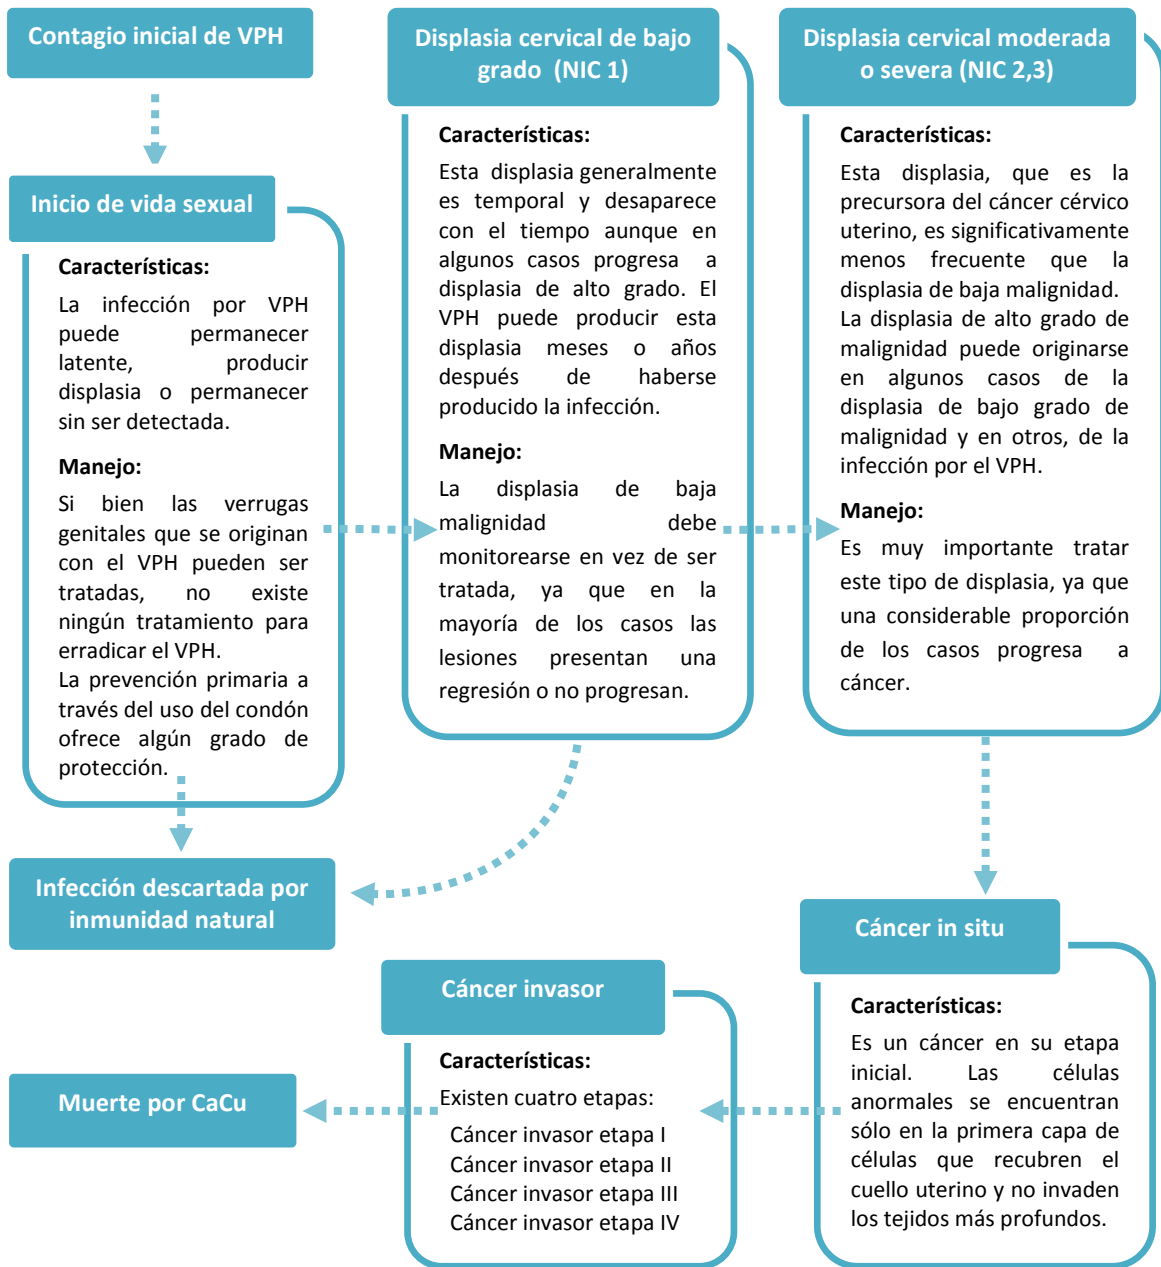 Contagio inicial de VPH
Inicio de vida sexual
Características:
La infección por VPH
puede permanecer
latente, producir
displasia o permanecer
sin ser detectada.
Manejo:
Si bien las verrugas
genitales que se originan
con el VPH pueden ser
tratadas, no existe
ningún tratamiento para
erradicar el VPH.
La prevención primaria a
través del uso del condón
ofrece algún grado de
protección.
Infección descartada por
inmunidad natural
Displasia cervical de bajo
grado (NIC 1)
Características:
Esta displasia generalmente
es temporal y desaparece
con el tiempo aunque en
algunos casos progresa a
displasia de alto grado. El
VPH puede producir esta
displasia meses o años
después de haberse
producido la infección.
Manejo:
La displasia de baja
malignidad debe
monitorearse en vez de ser
tratada, ya que en la
mayoría de los casos las
lesiones presentan una
regresión o no progresan.
Displasia cervical moderada
o severa (NIC 2,3)
Características:
Esta displasia, que es la
precursora del cáncer cérvico
uterino, es significativamente
menos frecuente que la
displasia de baja malignidad.
La displasia de alto grado de
malignidad puede originarse
en algunos casos de la
displasia de bajo grado de
malignidad y en otros, de la
infección por el VPH.
Manejo:
Es muy importante tratar
este tipo de displasia, ya que
una considerable proporción
de los casos progresa a
cáncer.
Cáncer in situ
Características:
Es un cáncer en su etapa
inicial. Las células
anormales se encuentran
sólo en la primera capa de
células que recubren el
cuello uterino y no invaden
los tejidos más profundos.
Cáncer invasor
Características:
Existen cuatro etapas:
Cáncer invasor etapa I
Cáncer invasor etapa II
Cáncer invasor etapa III
Cáncer invasor etapa IV
Muerte por CaCu